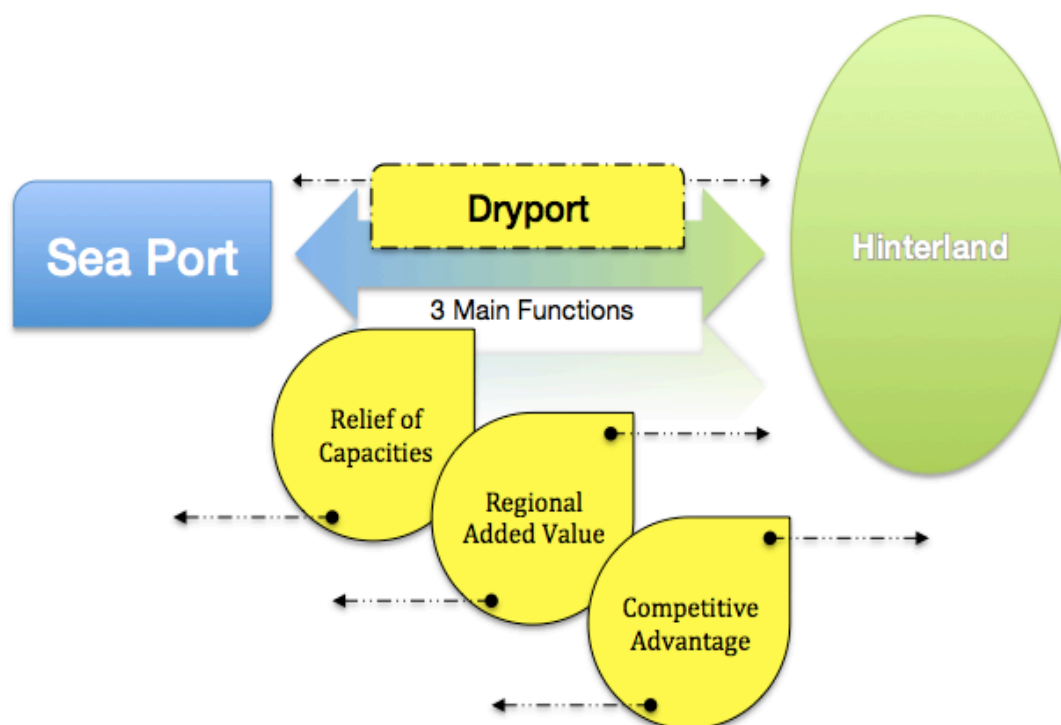 Dryport
Sea Port
Hinterland
3 Main Functions
Relief of
Capacities
Regional
Added Value
Competitive
Advantage